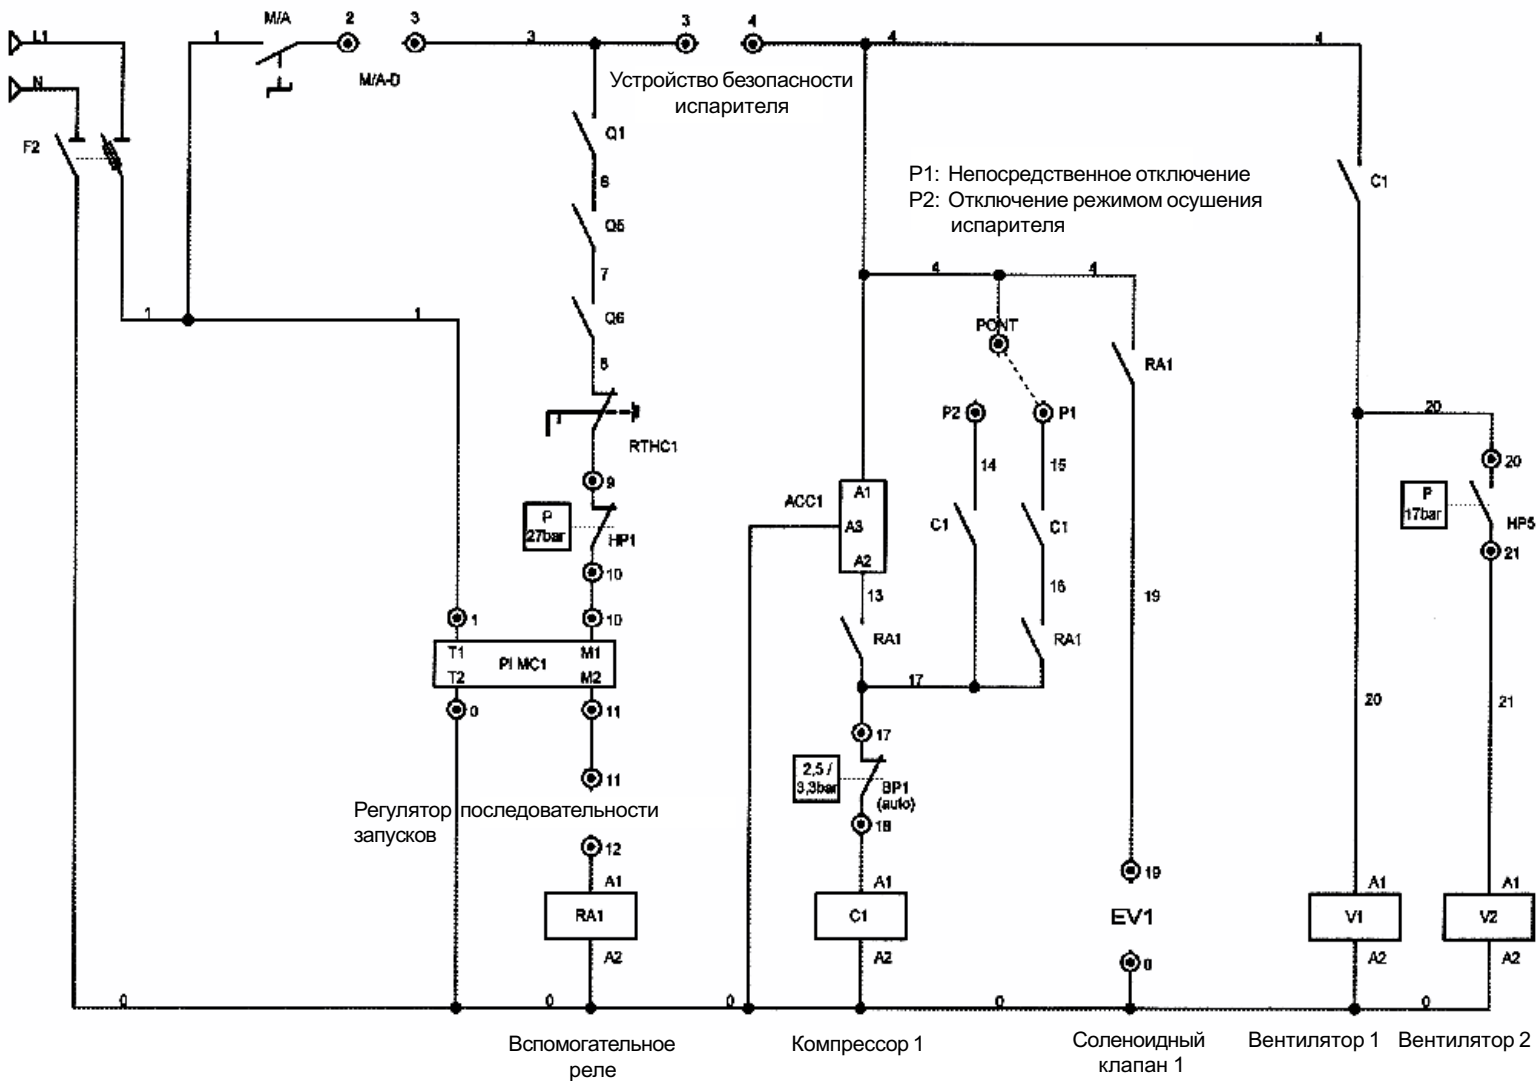 M/A
2
3
3
4
L1
1
3
4
4
N
M/A-D
Устройство безопасности
испарителя
F2
Q1
6
P1: Непосредственное отключение
P2: Отключение режимом осушения
испарителя
C1
Q5
7
4
4
1
1
Q6
PONT
RA1
P2
P1
20
RTHC1
14
15
20
9
ACC1
A1
P
27bar
HP1
A3
C1
C1
P
17bar
HP5
A2
21
10
13
16
19
1
10
RA1
RA1
T1
PI MC1
M1
T2
M2
17
0
11
20
21
17
11
2,5 /
3,3bar
BP1
(auto)
Регулятор последовательности
запусков
18
12
19
A1
A1
A1
A1
RA1
C1
EV1
V1
V2
A2
A2
0
A2
A2
0
0
0
0
0
Вспомогательное
реле
Компрессор 1
Соленоидный
клапан 1
Вентилятор 1
Вентилятор 2